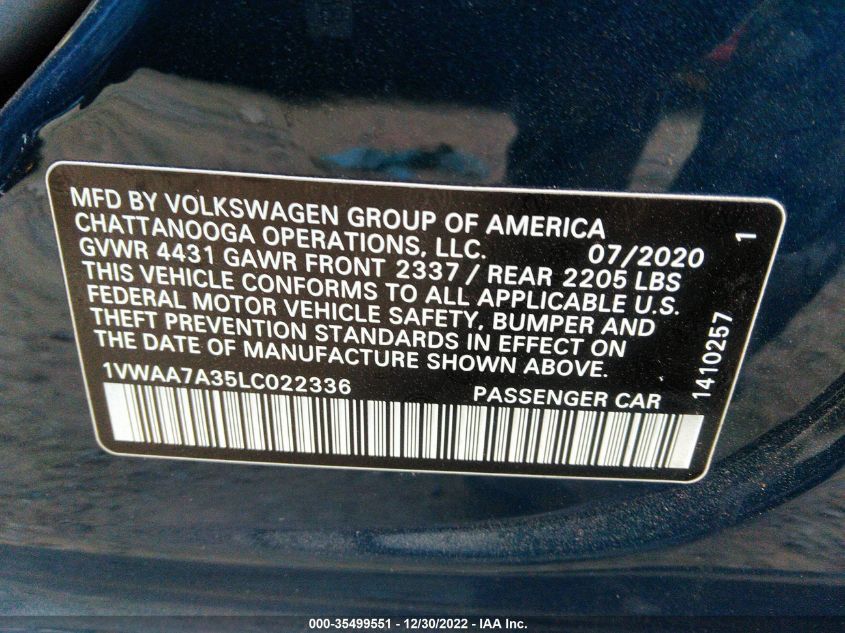 MFD BY VOLKSWAGEN GROUP OF AMERICA
CHATTANOOGA OPERATIONS, LLC. 07/2020
GVWR 4431 GAWR FRONT 2337 / REAR 2205 LBS
THIS VEHICLE CONFORMS TO ALL APPLICABLE U.S.
FEDERAL MOTOR VEHICLE SAFETY, BUMPER AND
THEFT PREVENTION STANDARDS IN EFFECT ON
THE DATE OF MANUFACTURE SHOWN ABOVE.
1VWAA7A35LC022336 PASSENGER CAR
1410257 1
000-35499551 - 12/30/2022 - IAA Inc.